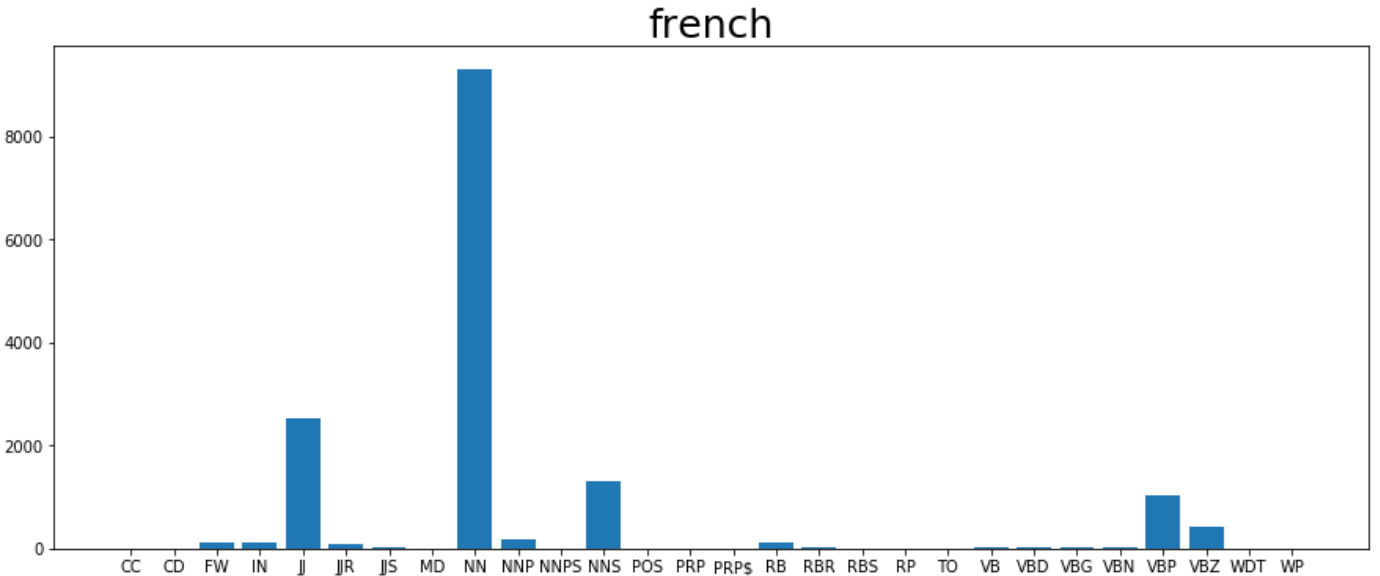 french
8000
6000
4000
2000
0
CC CD FW IN JJ JJR JJS MD NN NNP NNPS NNS POS PRP PRP$ RB RBR RBS RP TO VB VBD VBG VBN VBP VBZ WDT WP